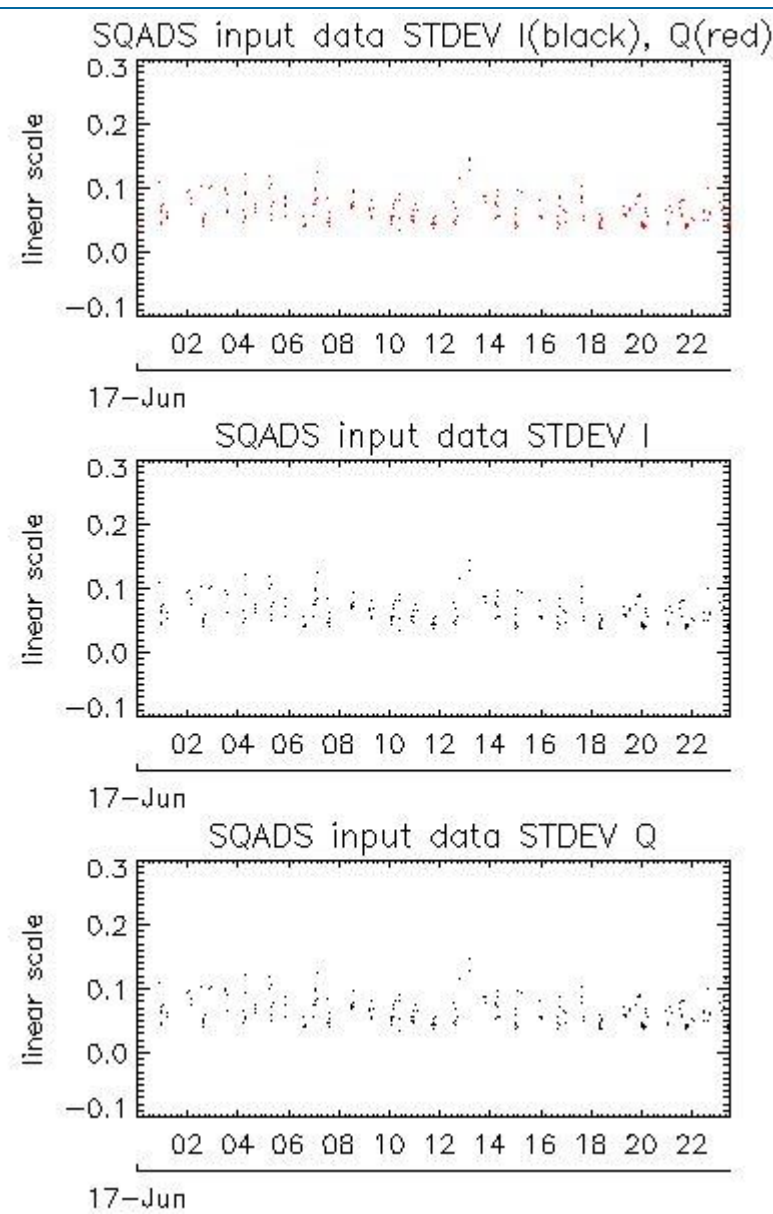 SQADS input data STDEV I(black), Q(red)
linear scale
0.3
0.2
0.1
0.0
-0.1
02 04 06 08 10 12 14 16 18 20 22
17-Jun
SQADS input data STDEV I
linear scale
0.3
0.2
0.1
0.0
-0.1
02 04 06 08 10 12 14 16 18 20 22
17-Jun
SQADS input data STDEV Q
linear scale
0.3
0.2
0.1
0.0
-0.1
02 04 06 08 10 12 14 16 18 20 22
17-Jun